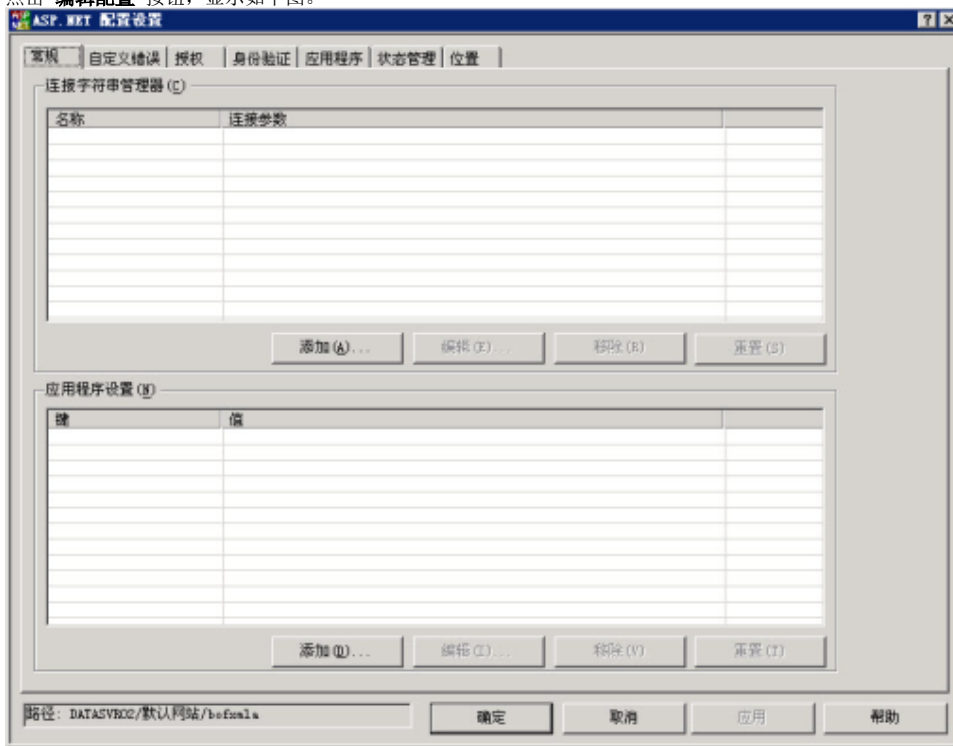 点击"编辑配置"按钮，显示如下图。
ASP.NET 配置设置
常规 自定义错误 授权 身份验证 应用程序 状态管理 位置
连接字符串管理器(C)
名称 连接参数
添加(A)... 编辑(E)... 移除(R) 重置(S)
应用程序设置(N)
键 值
添加(D)... 编辑(I)... 移除(V) 重置(T)
路径: DATASVR02/默认网站/bofxmla
确定 取消 应用 帮助